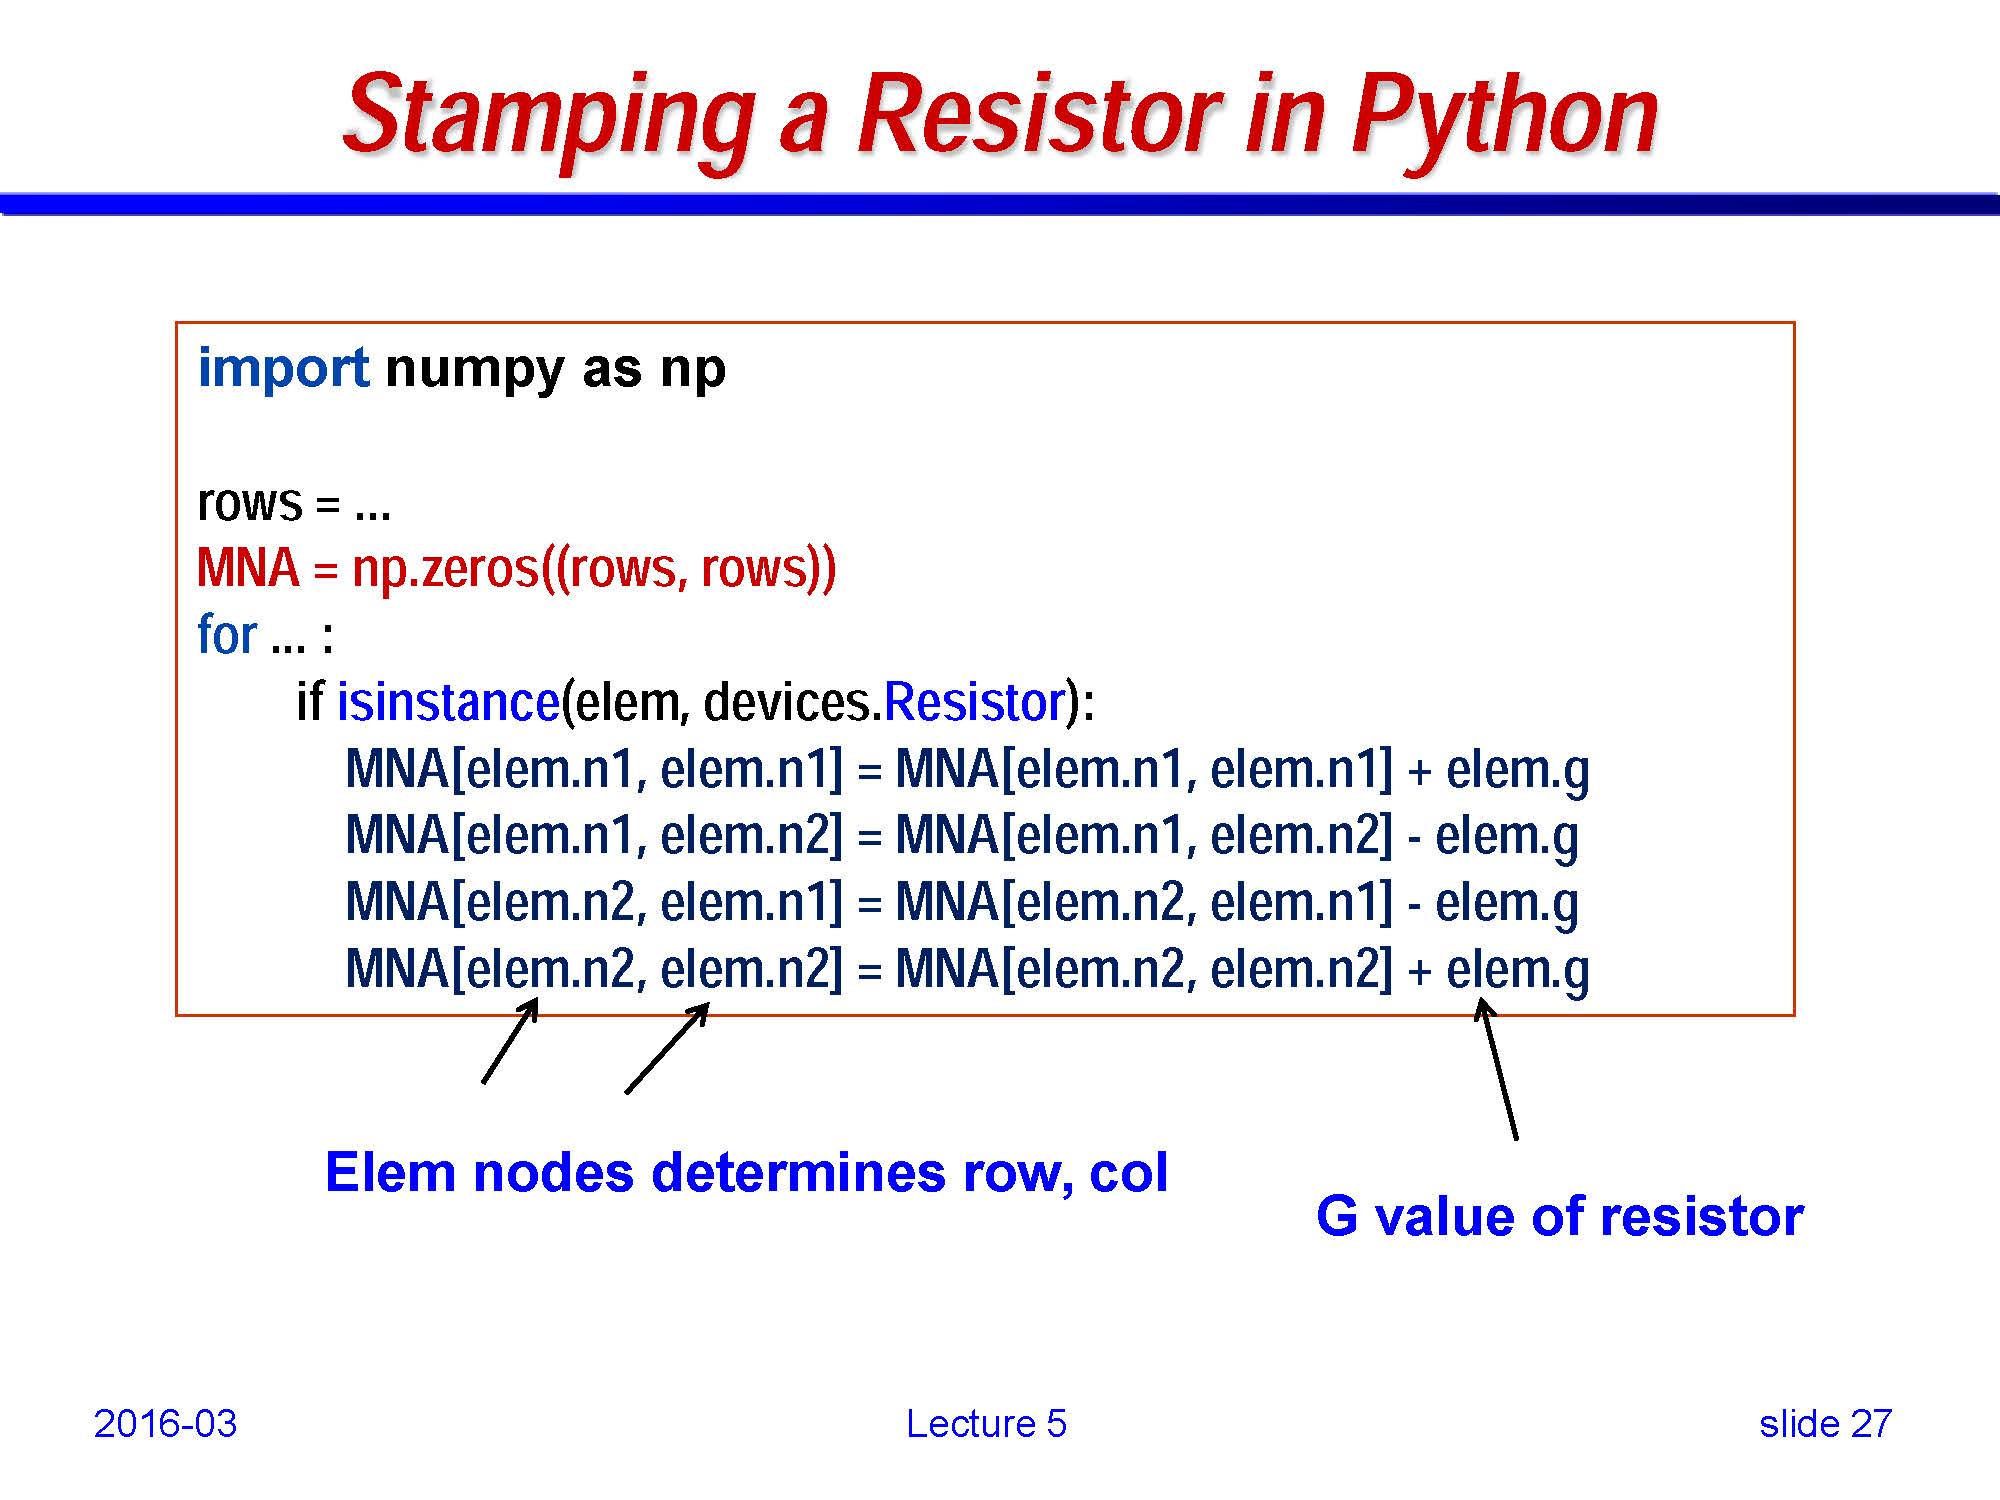 Stamping a Resistor in Python
import numpy as np
rows = ...
MNA = np.zeros((rows, rows))
for ... :
if isinstance(elem, devices.Resistor):
MNA[elem.n1, elem.n1] = MNA[elem.n1, elem.n1] + elem.g
MNA[elem.n1, elem.n2] = MNA[elem.n1, elem.n2] - elem.g
MNA[elem.n2, elem.n1] = MNA[elem.n2, elem.n1] - elem.g
MNA[elem.n2, elem.n2] = MNA[elem.n2, elem.n2] + elem.g
Elem nodes determines row, col
G value of resistor
2016-03
Lecture 5
slide 27